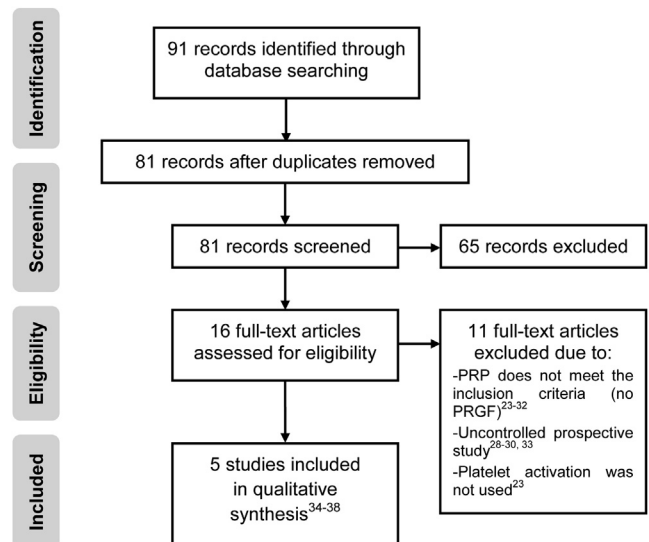 Identification
91 records identified through
database searching
81 records after duplicates removed
Screening
81 records screened
65 records excluded
Eligibility
16 full-text articles
assessed for eligibility
11 full-text articles
excluded due to:
-PRP does not meet the
inclusion criteria (no
PRGF)23-32
-Uncontrolled prospective
study28-30, 33
-Platelet activation was
not used23
Included
5 studies included
in qualitative
synthesis34-38